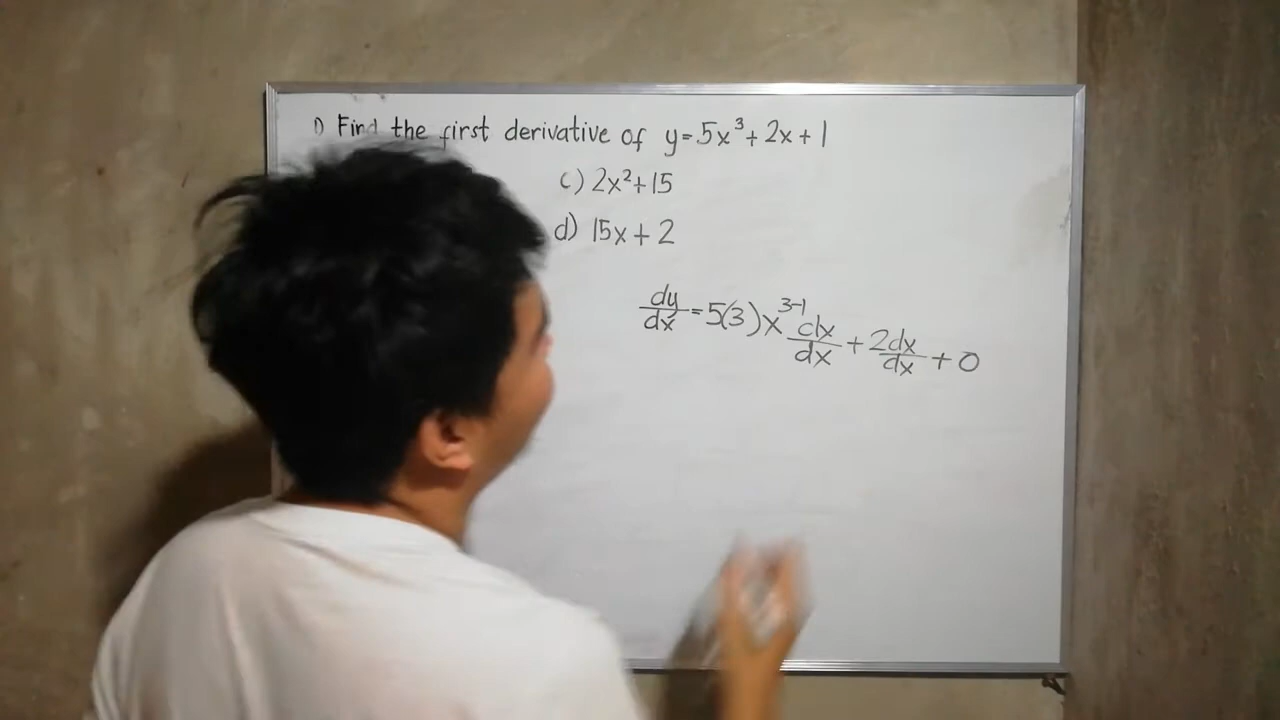 1) Find the first derivative of y=5x³+2x+1
c) 2x²+15
d) 15x+2
dy/dx = 5(3)x³⁻¹ dx/dx + 2dx/dx + 0